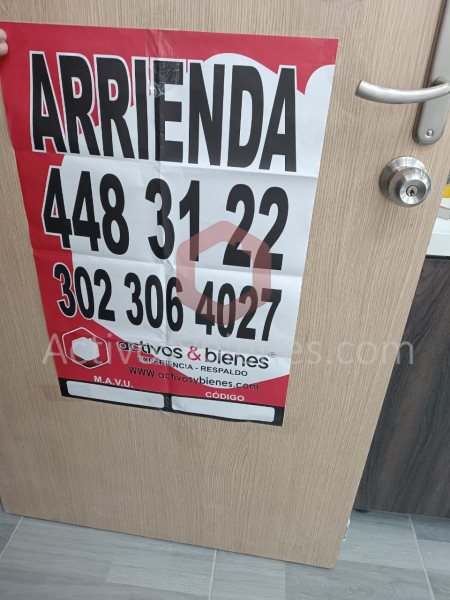 ARRIENDA
448 31 22
302 306 4027
activos & bienes®
EXPERIENCIA - RESPALDO
www.activosybienes.com
M.A.V.U. CÓDIGO